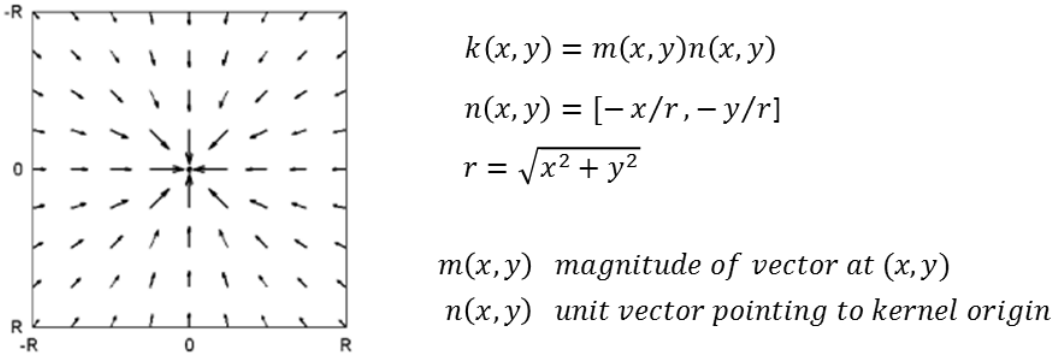 -R
0
R
-R
0
R
k(x, y) = m(x, y)n(x, y)
n(x, y) = [−x/r, −y/r]
r = √(x² + y²)
m(x, y) magnitude of vector at (x, y)
n(x, y) unit vector pointing to kernel origin